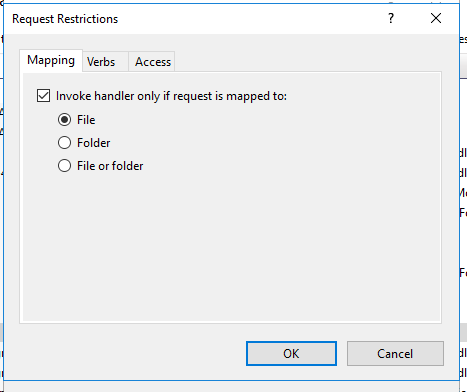 Request Restrictions
?
Mapping Verbs Access
Invoke handler only if request is mapped to:
File
Folder
File or folder
OK Cancel